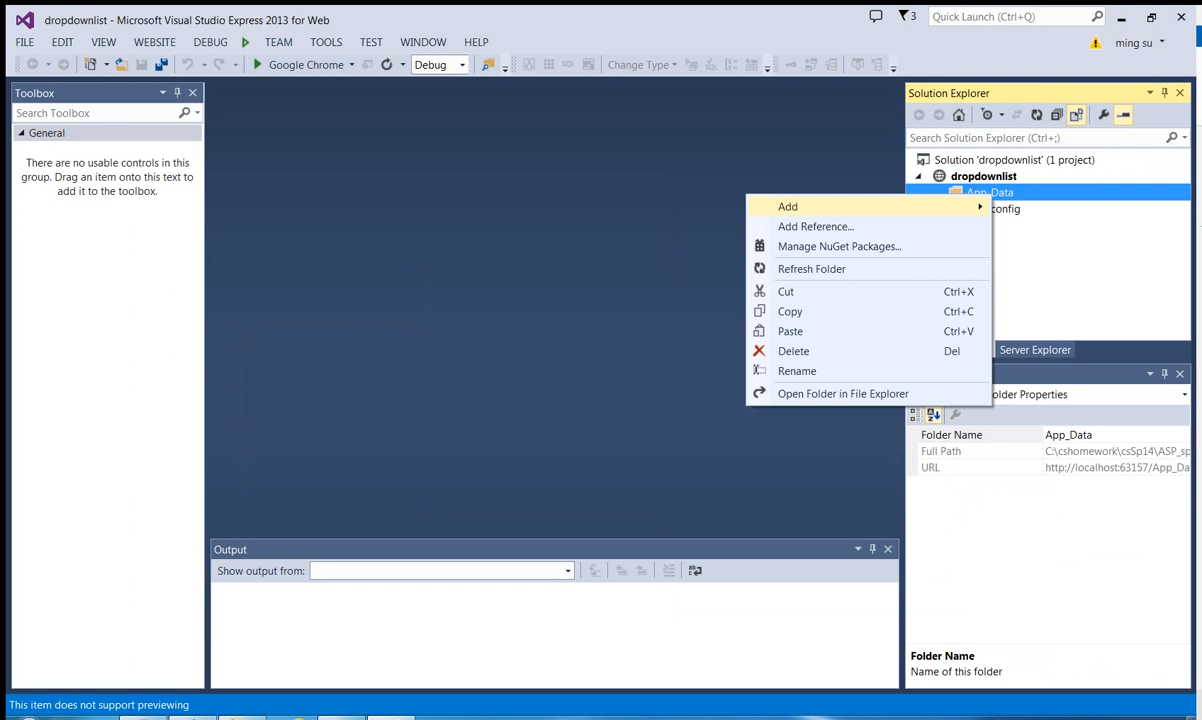 dropdownlist - Microsoft Visual Studio Express 2013 for Web
3
Quick Launch (Ctrl+Q)
FILE EDIT VIEW WEBSITE DEBUG TEAM TOOLS TEST WINDOW HELP
ming su
Google Chrome
Debug
Change Type
Toolbox
Search Toolbox
General
There are no usable controls in this
group. Drag an item onto this text to
add it to the toolbox.
Solution Explorer
Search Solution Explorer (Ctrl+;)
Solution 'dropdownlist' (1 project)
dropdownlist
App_Data
config
Add
Add Reference...
Manage NuGet Packages...
Refresh Folder
Cut Ctrl+X
Copy Ctrl+C
Paste Ctrl+V
Delete Del
Rename
Open Folder in File Explorer
Server Explorer
older Properties
Folder Name App_Data
Full Path C:\cshomework\csSp14\ASP_sp
URL http://localhost:63157/App_Da
Folder Name
Name of this folder
Output
Show output from:
This item does not support previewing